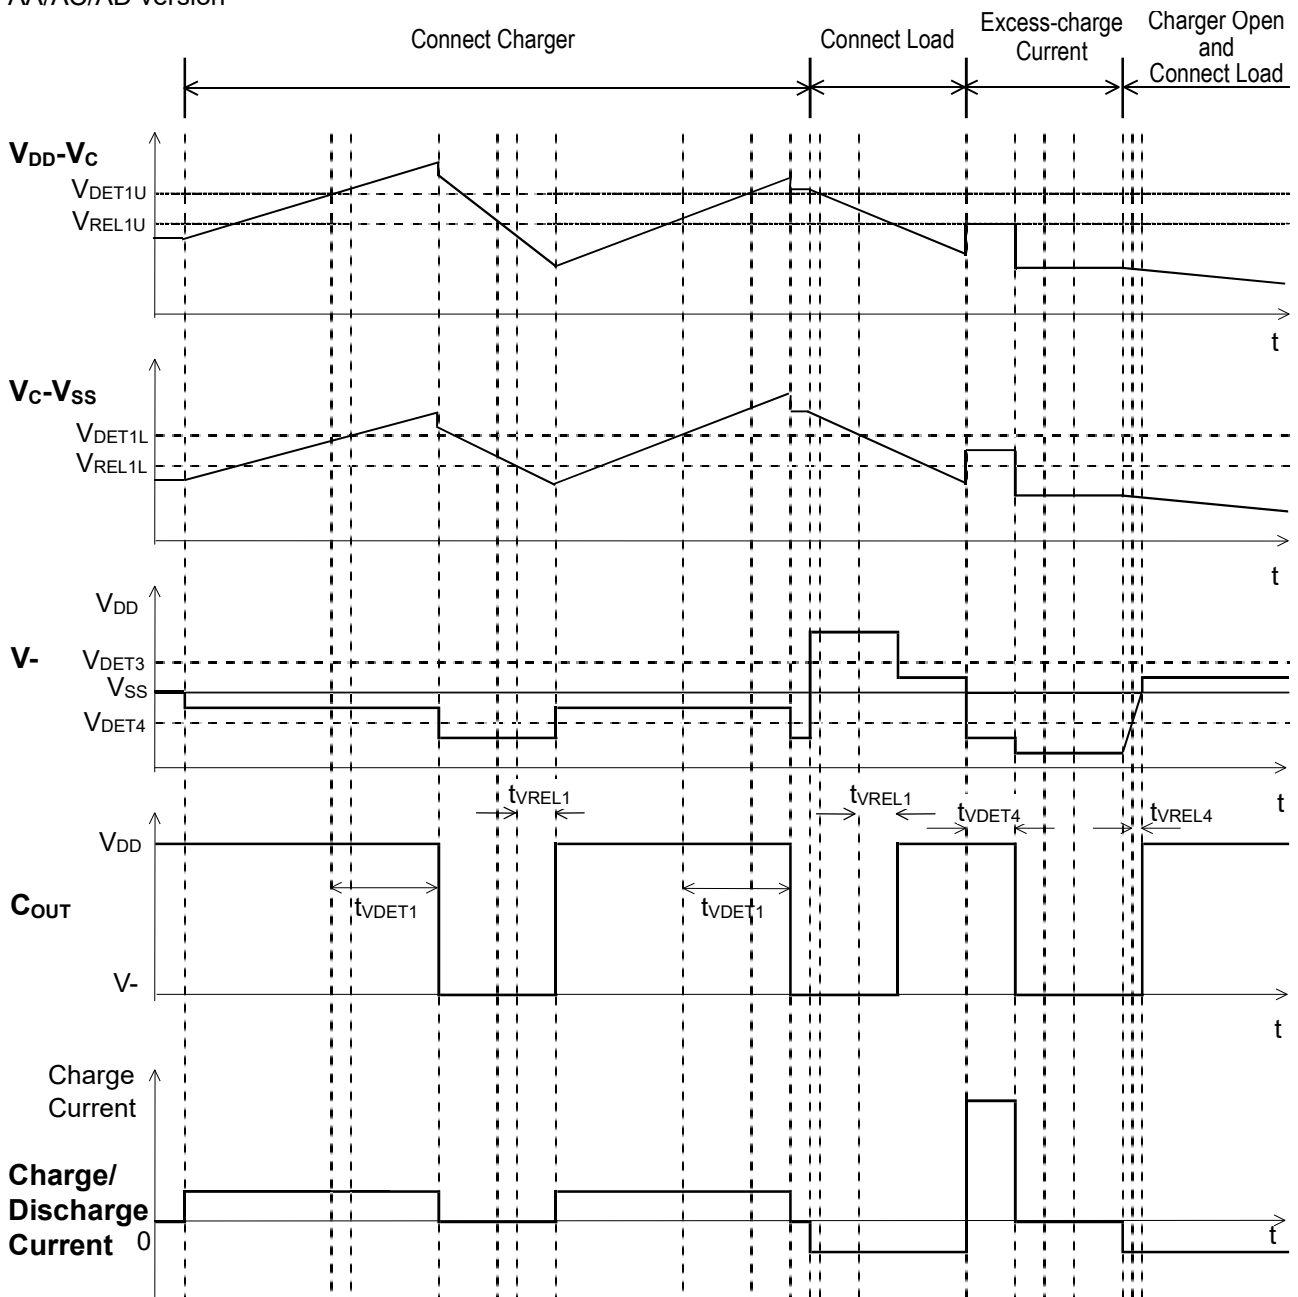 AA/AC/AD version
Connect Charger
Connect Load
Excess-charge
Current
Charger Open
and
Connect Load
VDD-VC
VDET1U
VREL1U
t
VC-VSS
VDET1L
VREL1L
t
VDD
V-
VDET3
VSS
VDET4
t
tVREL1
tVREL1
tVDET4
tVREL4
VDD
COUT
tVDET1
tVDET1
V-
t
Charge
Current
Charge/
Discharge
Current
0
t